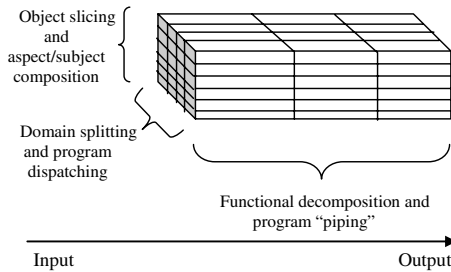 Object slicing
and
aspect/subject
composition
Domain splitting
and program
dispatching
Functional decomposition and
program “piping”
Input
Output